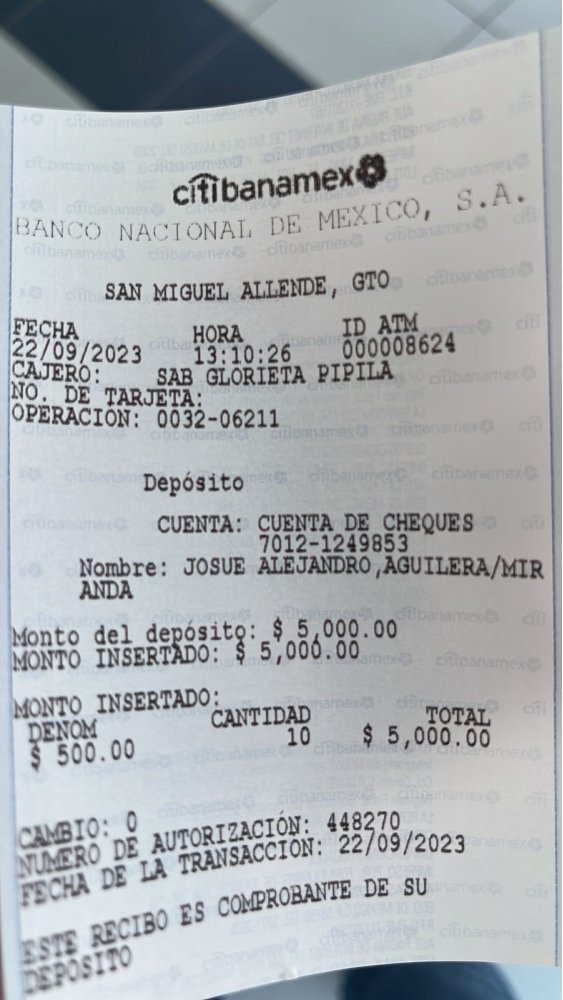 citibanamex
BANCO NACIONAL DE MEXICO, S.A.
SAN MIGUEL ALLENDE, GTO
FECHA HORA ID ATM
22/09/2023 13:10:26 000008624
CAJERO: SAB GLORIETA PIPILA
NO. DE TARJETA:
OPERACION: 0032-06211
Depósito
CUENTA: CUENTA DE CHEQUES
7012-1249853
Nombre: JOSUE ALEJANDRO,AGUILERA/MIR
ANDA
Monto del depósito: $ 5,000.00
MONTO INSERTADO: $ 5,000.00
MONTO INSERTADO:
DENOM CANTIDAD TOTAL
$ 500.00 10 $ 5,000.00
CAMBIO: 0
NUMERO DE AUTORIZACIÓN: 448270
FECHA DE LA TRANSACCION: 22/09/2023
ESTE RECIBO ES COMPROBANTE DE SU
DEPOSITO